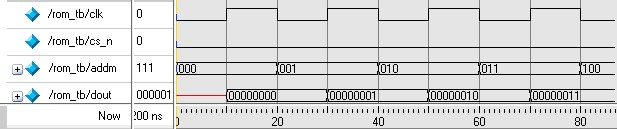 /rom_tb/clk 0
/rom_tb/cs_n 0
/rom_tb/addm 111 000 001 010 011 100
/rom_tb/dout 000001 00000000 00000001 00000010 00000011
Now 200 ns 0 20 40 60 80